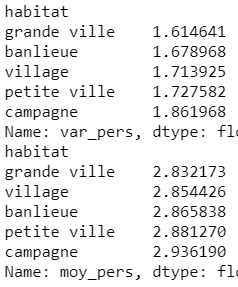 habitat
grande ville    1.614641
banlieue        1.678968
village         1.713925
petite ville    1.727582
campagne        1.861968
Name: var_pers, dtype: flo
habitat
grande ville    2.832173
village         2.854426
banlieue        2.865838
petite ville    2.881270
campagne        2.936190
Name: moy_pers, dtype: flo